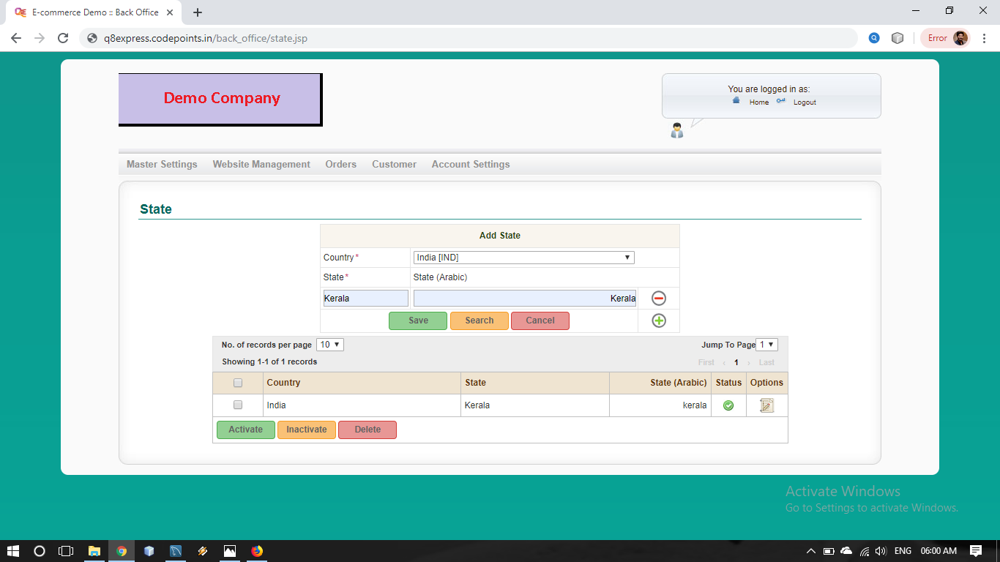 E-commerce Demo :: Back Office
q8express.codepoints.in/back_office/state.jsp
Error
Demo Company
You are logged in as:
Home Logout
Master Settings Website Management Orders Customer Account Settings
State
Add State
Country* India [IND]
State* State (Arabic)
Kerala Kerala
Save Search Cancel
No. of records per page 10 Jump To Page 1
Showing 1-1 of 1 records First ‹ 1 › Last
Country State State (Arabic) Status Options
India Kerala kerala
Activate Inactivate Delete
Activate Windows
Go to Settings to activate Windows.
ENG 06:00 AM